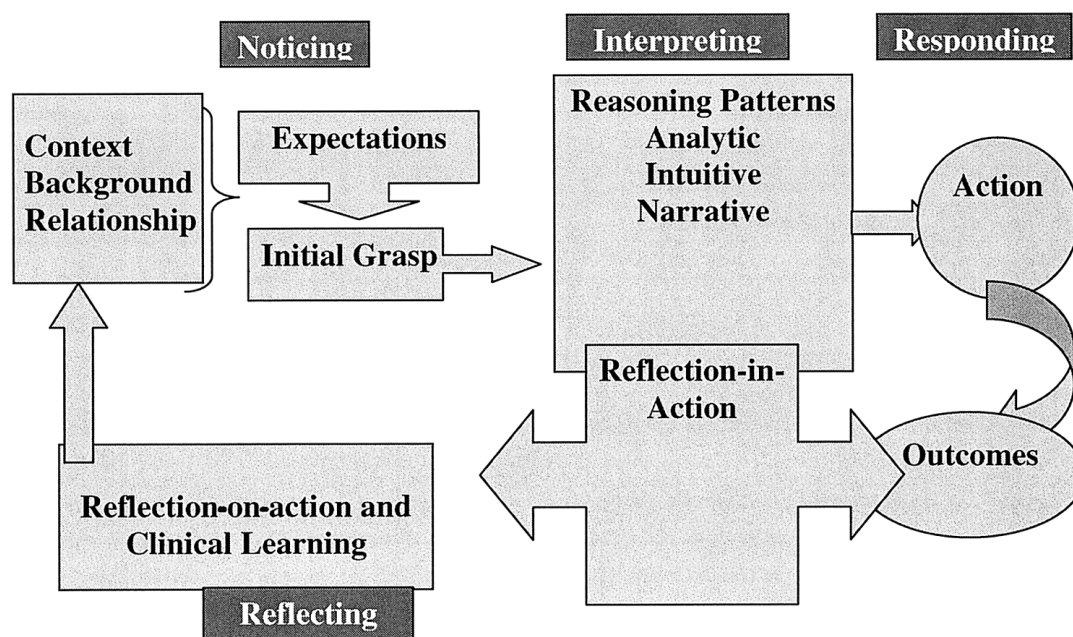 Noticing
Interpreting
Responding
Context
Background
Relationship
Expectations
Initial Grasp
Reasoning Patterns
Analytic
Intuitive
Narrative
Action
Reflection-in-
Action
Outcomes
Reflection-on-action and
Clinical Learning
Reflecting